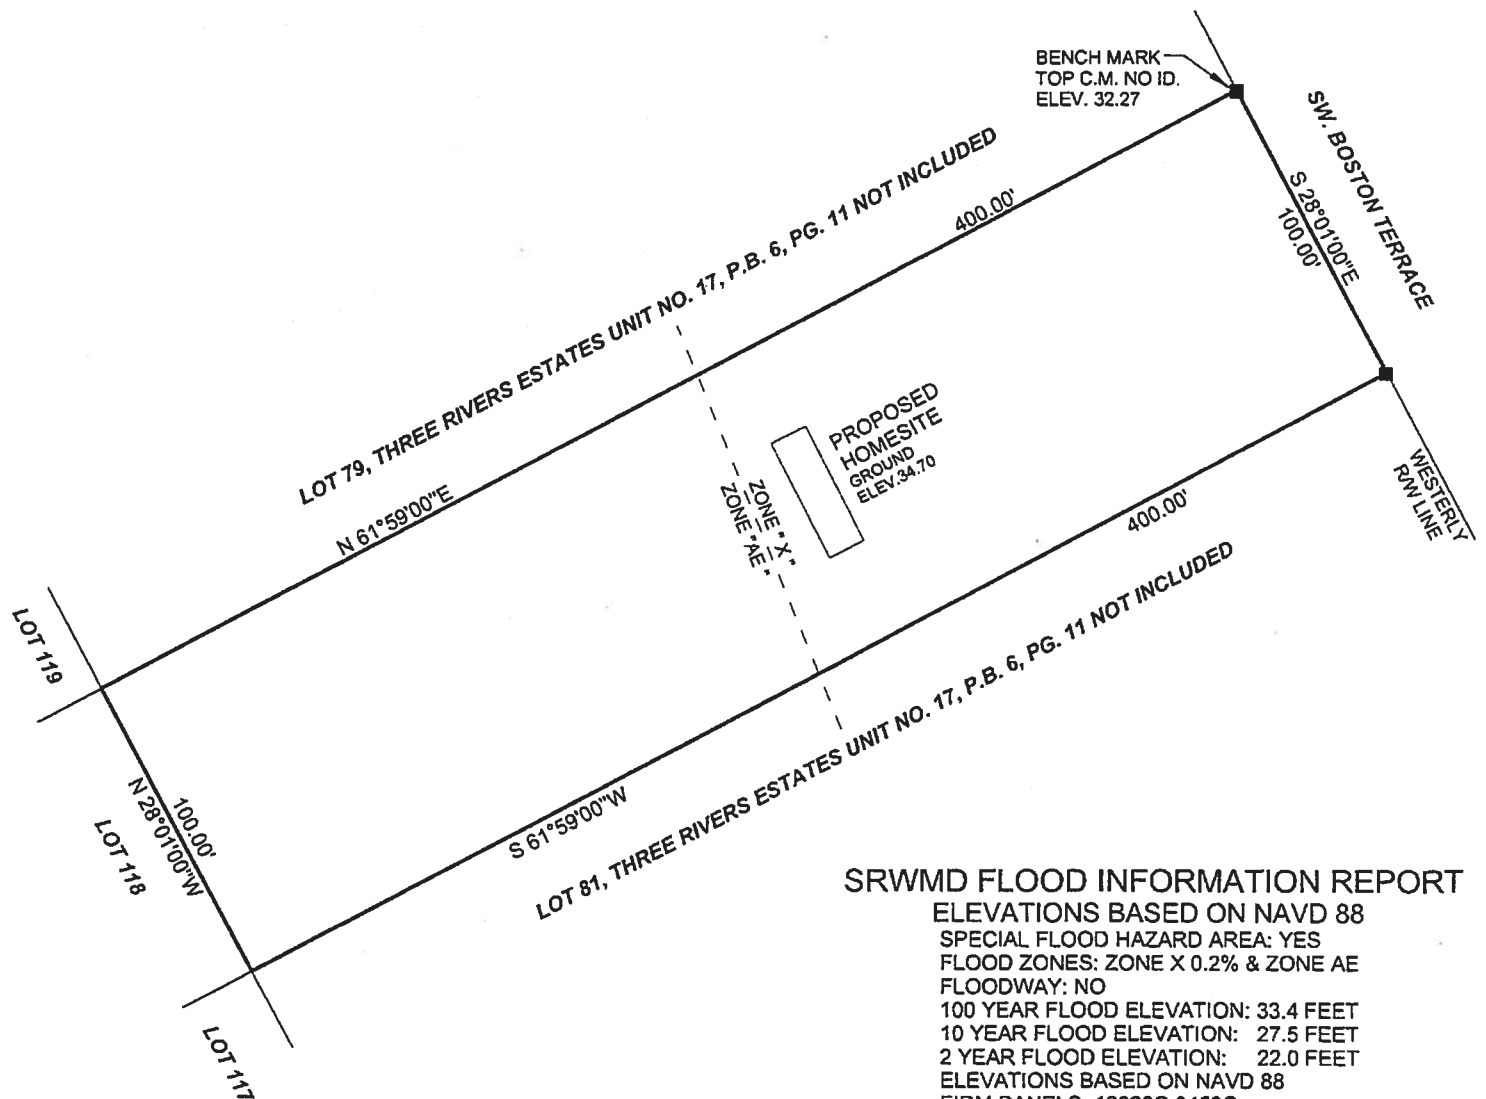 BENCH MARK
TOP C.M. NO ID.
ELEV. 32.27
SW. BOSTON TERRACE
S 28°01'00"E
100.00'
LOT 79, THREE RIVERS ESTATES UNIT NO. 17, P.B. 6, PG. 11 NOT INCLUDED
400.00'
N 61°59'00"E
PROPOSED
HOMESITE
GROUND
ELEV.34.70
ZONE "X"
ZONE "AE"
WESTERLY
R/W LINE
400.00'
S 61°59'00"W
LOT 81, THREE RIVERS ESTATES UNIT NO. 17, P.B. 6, PG. 11 NOT INCLUDED
LOT 119
100.00'
N 28°01'00"W
LOT 118
LOT 117
SRWMD FLOOD INFORMATION REPORT
ELEVATIONS BASED ON NAVD 88
SPECIAL FLOOD HAZARD AREA: YES
FLOOD ZONES: ZONE X 0.2% & ZONE AE
FLOODWAY: NO
100 YEAR FLOOD ELEVATION: 33.4 FEET
10 YEAR FLOOD ELEVATION: 27.5 FEET
2 YEAR FLOOD ELEVATION: 22.0 FEET
ELEVATIONS BASED ON NAVD 88